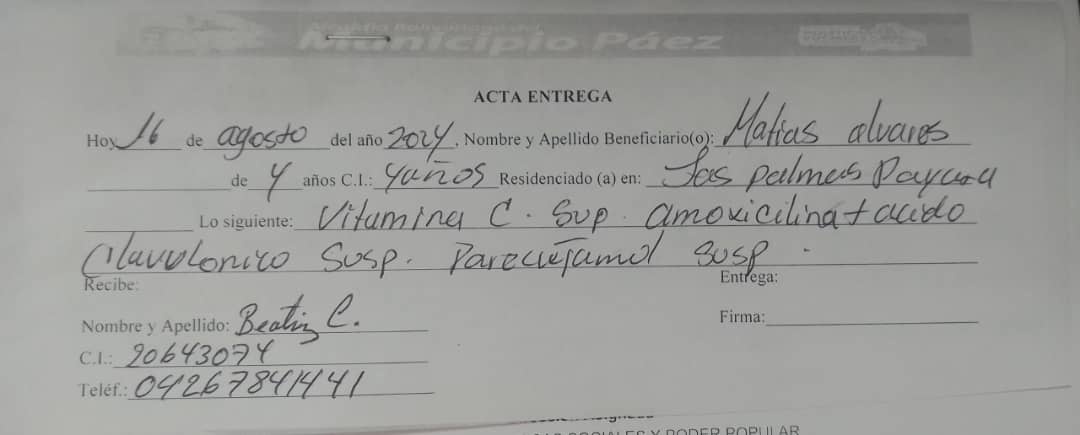 Alcaldía Bolivariana del
Municipio Páez
ACTA ENTREGA
Hoy 16 de agosto del año 2024, Nombre y Apellido Beneficiario(o): Matias alvares
de 4 años C.I.: 4años Residenciado (a) en: Las palmas Payara
Lo siguiente: Vitamina C. Sup. amoxicilina + acido
Clavulonico Susp. Paracetamol Susp.
Recibe: Entrega:
Nombre y Apellido: Beatriz C. Firma:
C.I.: 20643074
Teléf.: 04267841441
SOCIALES Y PODER POPULAR